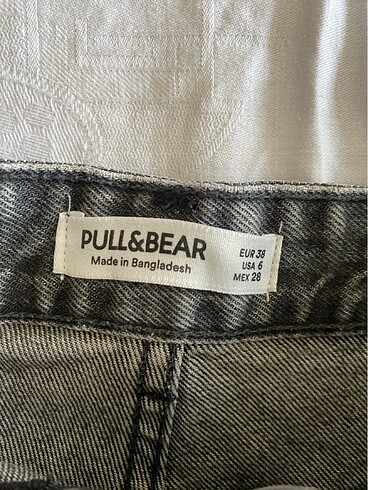 PULL&BEAR
Made in Bangladesh
EUR 38
USA 6
MEX 28